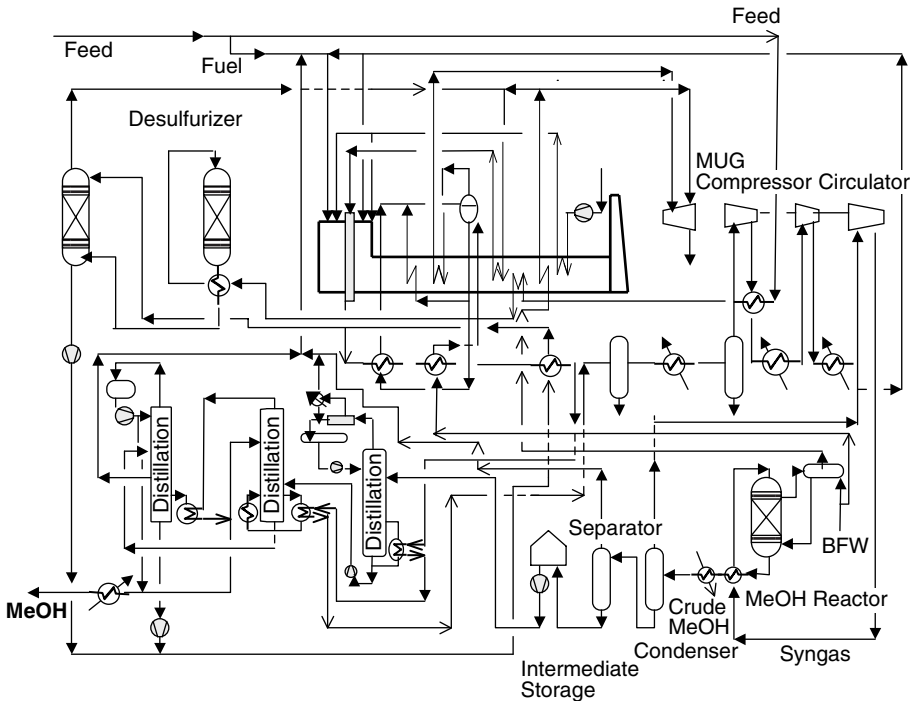 Feed
Feed
Fuel
Desulfurizer
MUG
Compressor Circulator
Distillation
Distillation
Distillation
Separator
BFW
MeOH
Crude
MeOH
Condenser
MeOH Reactor
Syngas
Intermediate
Storage